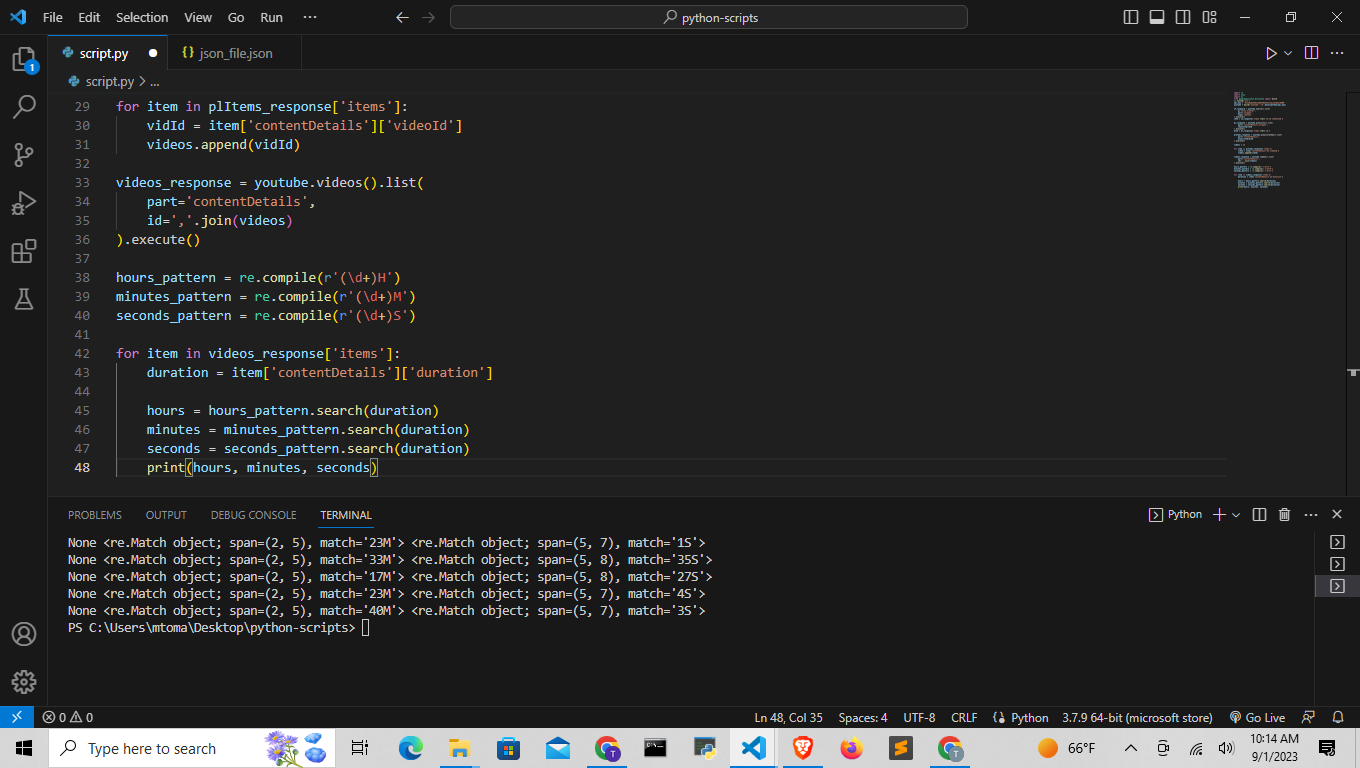 File Edit Selection View Go Run ···
python-scripts
script.py
{} json_file.json
script.py > ...
29 for item in plItems_response['items']:
30 vidId = item['contentDetails']['videoId']
31 videos.append(vidId)
32
33 videos_response = youtube.videos().list(
34 part='contentDetails',
35 id=','.join(videos)
36 ).execute()
37
38 hours_pattern = re.compile(r'(\d+)H')
39 minutes_pattern = re.compile(r'(\d+)M')
40 seconds_pattern = re.compile(r'(\d+)S')
41
42 for item in videos_response['items']:
43 duration = item['contentDetails']['duration']
44
45 hours = hours_pattern.search(duration)
46 minutes = minutes_pattern.search(duration)
47 seconds = seconds_pattern.search(duration)
48 print(hours, minutes, seconds)
PROBLEMS OUTPUT DEBUG CONSOLE TERMINAL
Python
None <re.Match object; span=(2, 5), match='23M'> <re.Match object; span=(5, 7), match='1S'>
None <re.Match object; span=(2, 5), match='33M'> <re.Match object; span=(5, 8), match='35S'>
None <re.Match object; span=(2, 5), match='17M'> <re.Match object; span=(5, 8), match='27S'>
None <re.Match object; span=(2, 5), match='23M'> <re.Match object; span=(5, 7), match='4S'>
None <re.Match object; span=(2, 5), match='40M'> <re.Match object; span=(5, 7), match='3S'>
PS C:\Users\mtoma\Desktop\python-scripts>
1
0 0
Ln 48, Col 35 Spaces: 4 UTF-8 CRLF Python 3.7.9 64-bit (microsoft store) Go Live
Type here to search
T
T
66°F
10:14 AM
9/1/2023